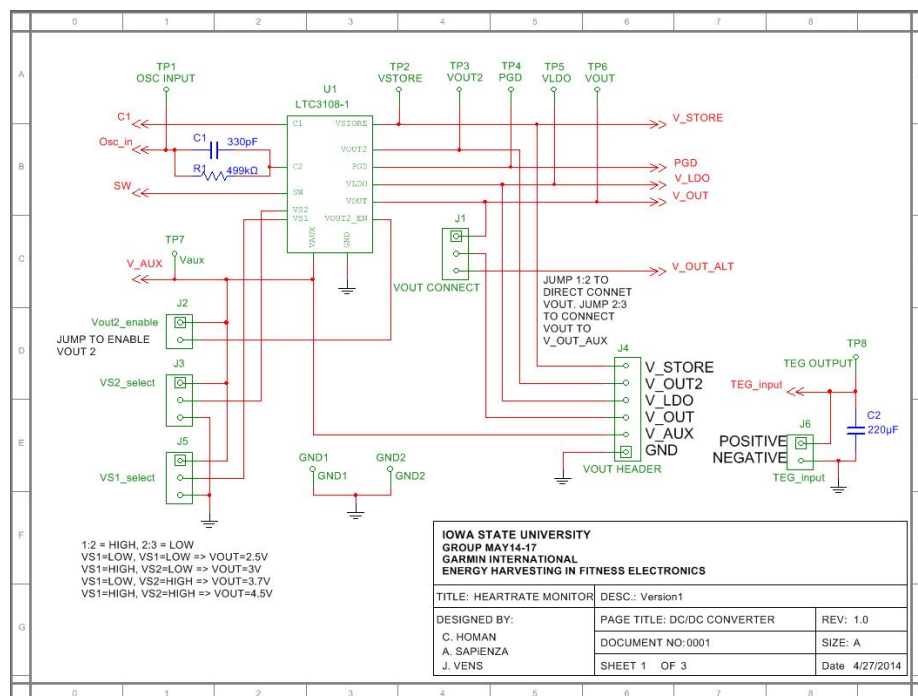 0 1 2 3 4 5 6 7 8
A
B
C
D
E
F
G
TP1
OSC INPUT
U1
LTC3108-1
TP2
VSTORE
TP3
VOUT2
TP4
PGD
TP5
VLDO
TP6
VOUT
C1
Osc_in
SW
C1
330pF
R1
499kΩ
C1
C2
SW
VS2
VS1
VAUX
GND
VSTORE
VOUT2
PGD
VLDO
VOUT
VOUT2_EN
V_STORE
PGD
V_LDO
V_OUT
J1
VOUT CONNECT
V_OUT_ALT
TP7
Vaux
V_AUX
J2
Vout2_enable
JUMP TO ENABLE
VOUT 2
J3
VS2_select
J5
VS1_select
JUMP 1:2 TO
DIRECT CONNET
VOUT. JUMP 2:3
TO CONNECT
VOUT TO
V_OUT_AUX
J4
V_STORE
V_OUT2
V_LDO
V_OUT
V_AUX
GND
VOUT HEADER
TP8
TEG OUTPUT
TEG_input
C2
220µF
J6
POSITIVE
NEGATIVE
TEG_input
GND1
GND1
GND2
GND2
1:2 = HIGH, 2:3 = LOW
VS1=LOW, VS1=LOW => VOUT=2.5V
VS1=HIGH, VS2=LOW => VOUT=3V
VS1=LOW, VS2=HIGH => VOUT=3.7V
VS1=HIGH, VS2=HIGH => VOUT=4.5V
IOWA STATE UNIVERSITY
GROUP MAY14-17
GARMIN INTERNATIONAL
ENERGY HARVESTING IN FITNESS ELECTRONICS
TITLE: HEARTRATE MONITOR DESC.: Version1
DESIGNED BY:
C. HOMAN
A. SAPiENZA
J. VENS
PAGE TITLE: DC/DC CONVERTER REV: 1.0
DOCUMENT NO:0001 SIZE: A
SHEET 1 OF 3 Date 4/27/2014
0 1 2 3 4 5 6 7 8